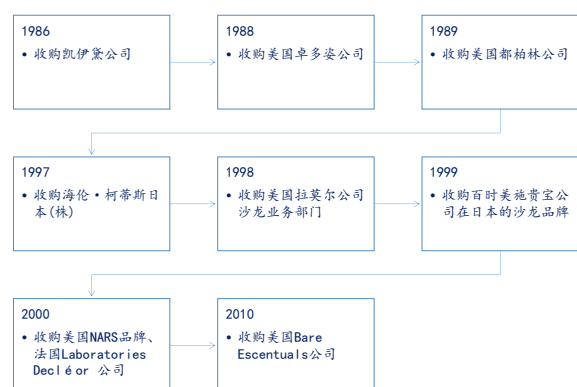 1986
• 收购凯伊黛公司
1988
• 收购美国卓多姿公司
1989
• 收购美国都柏林公司
1997
• 收购海伦·柯蒂斯日
本(株)
1998
• 收购美国拉莫尔公司
沙龙业务部门
1999
• 收购百时美施贵宝公
司在日本的沙龙品牌
2000
• 收购美国NARS品牌、
法国Laboratories
Decléor 公司
2010
• 收购美国Bare
Escentuals公司